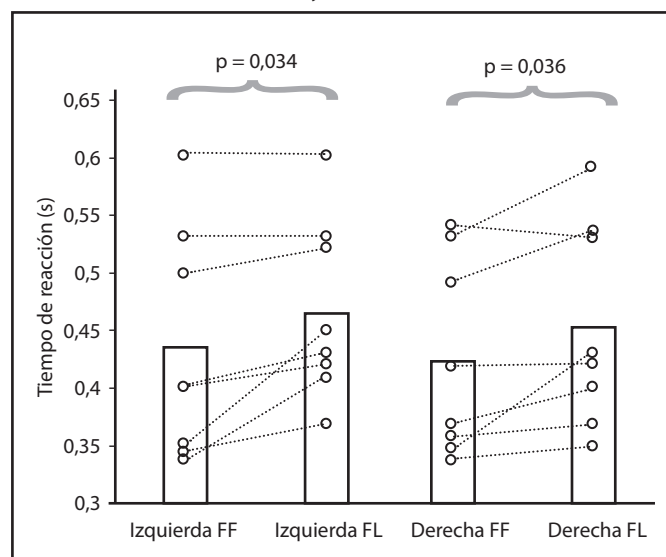 p = 0,034
p = 0,036
Tiempo de reacción (s)
0,65
0,6
0,55
0,5
0,45
0,4
0,35
0,3
Izquierda FF
Izquierda FL
Derecha FF
Derecha FL